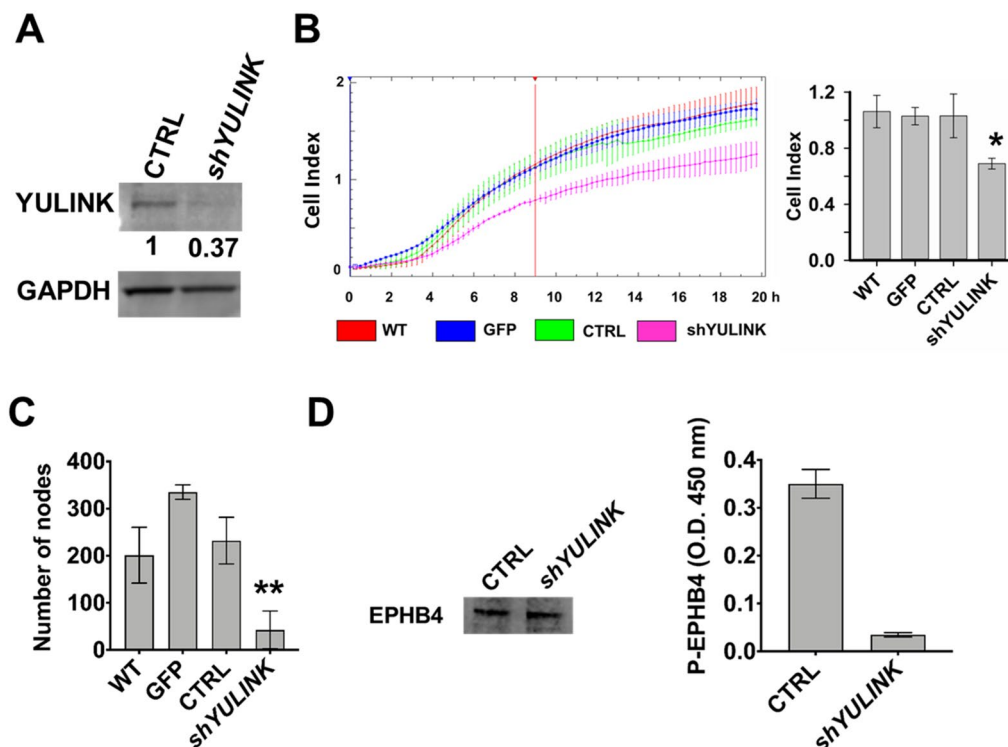 A
CTRL
shYULINK
YULINK
1 0.37
GAPDH
B
Cell Index
2
1
0
0 2 4 6 8 10 12 14 16 18 20 h
WT GFP CTRL shYULINK
Cell Index
1.2
0.8
0.4
0.0
WT
GFP
CTRL
shYULINK
*
C
Number of nodes
400
300
200
100
0
WT
GFP
CTRL
shYULINK
**
D
CTRL
shYULINK
EPHB4
P-EPHB4 (O.D. 450 nm)
0.4
0.3
0.2
0.1
0.0
CTRL
shYULINK